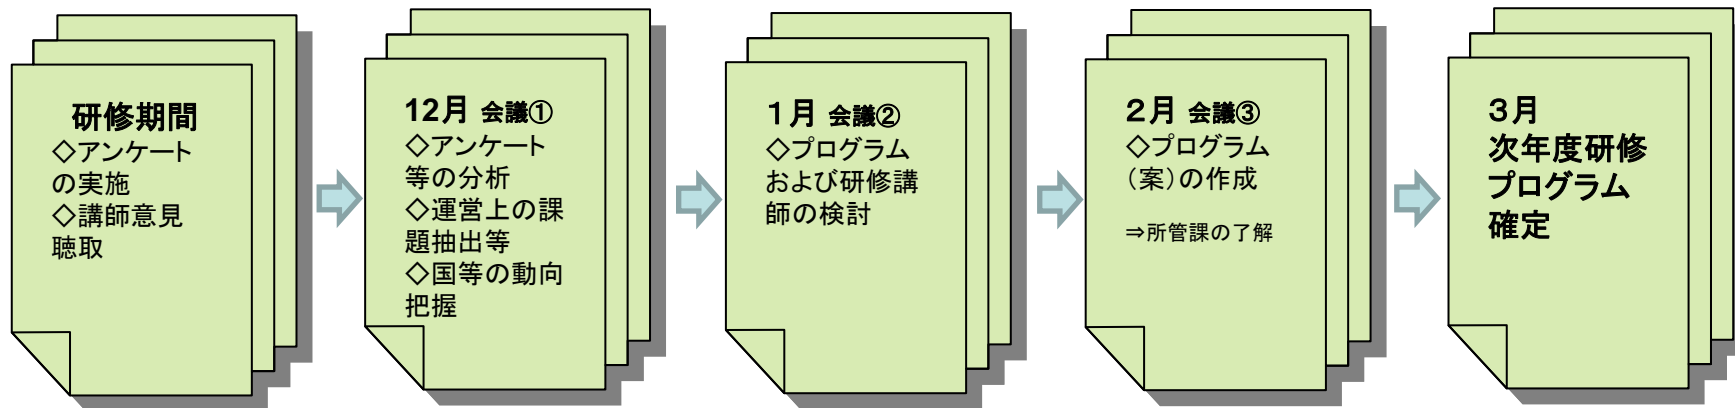 研修期間
◇アンケート
の実施
◇講師意見
聴取
12月 会議①
◇アンケート
等の分析
◇運営上の課
題抽出等
◇国等の動向
把握
１月 会議②
◇プログラム
および研修講
師の検討
２月 会議③
◇プログラム
（案）の作成
⇒所管課の了解
３月
次年度研修
プログラム
確定